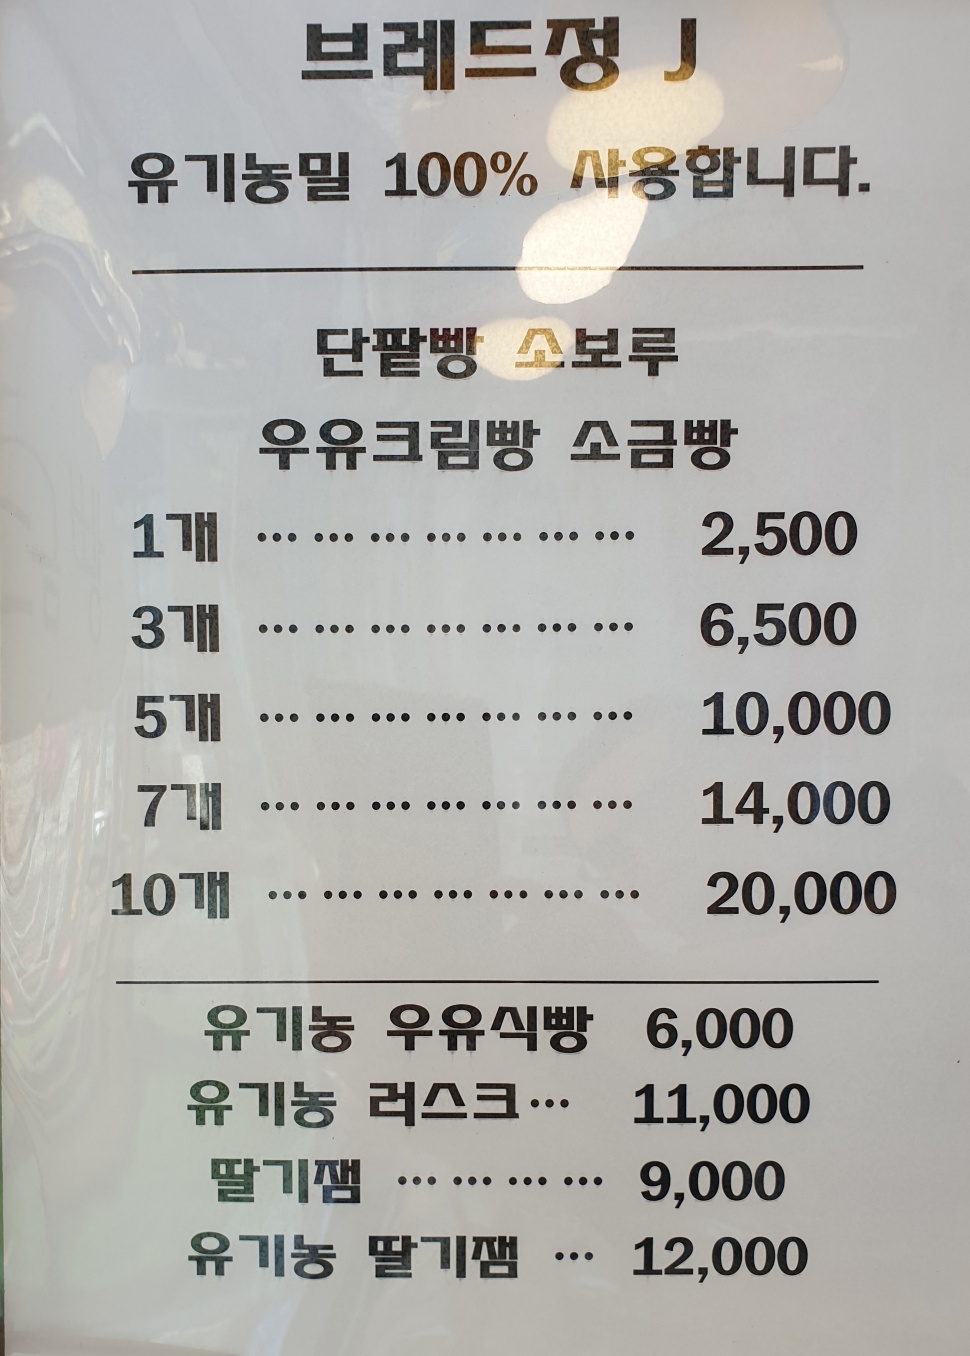 브레드정 J
유기농밀 100% 사용합니다.
단팥빵 소보루
우유크림빵 소금빵
1개 ··· ··· ··· ··· ··· ··· ··· 2,500
3개 ··· ··· ··· ··· ··· ··· ··· 6,500
5개 ··· ··· ··· ··· ··· ··· ··· 10,000
7개 ··· ··· ··· ··· ··· ··· ··· 14,000
10개 ··· ··· ··· ··· ··· ··· ··· 20,000
유기농 우유식빵 6,000
유기농 러스크··· 11,000
딸기잼 ··· ··· ··· ··· 9,000
유기농 딸기잼 ··· 12,000